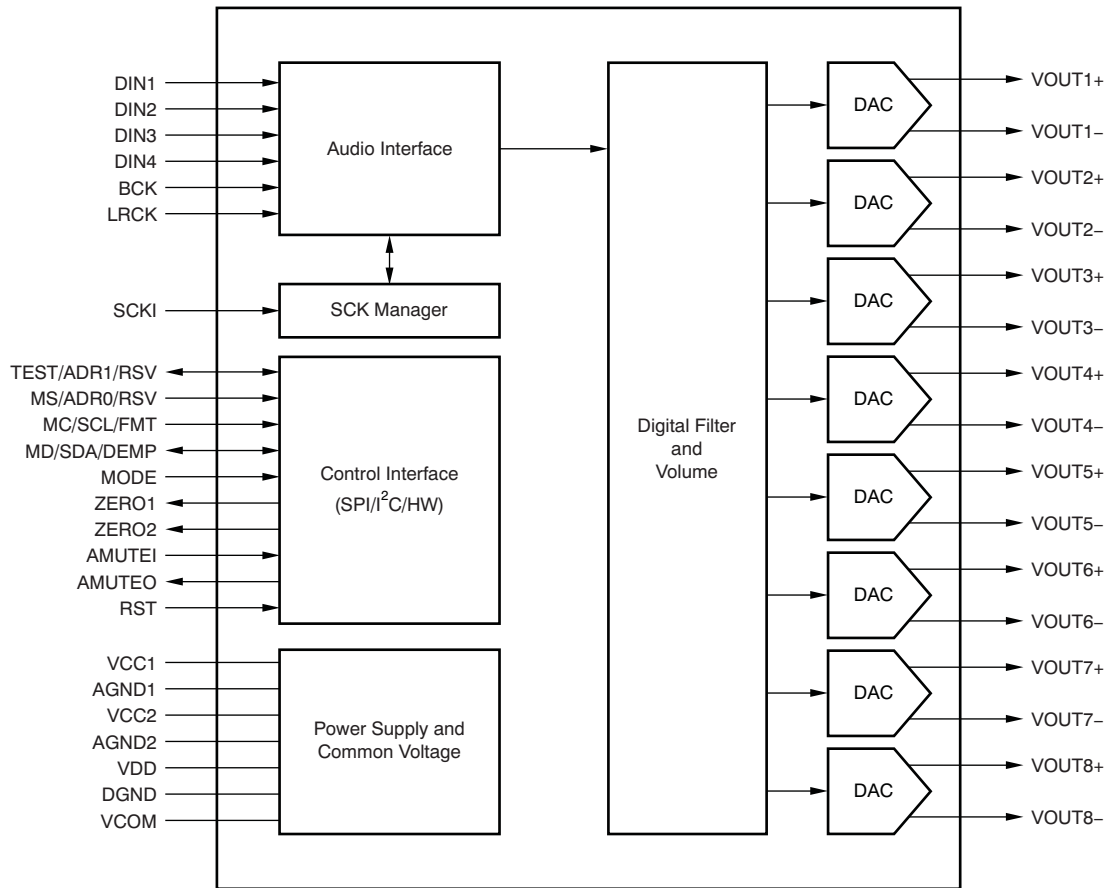 DIN1
DIN2
DIN3
DIN4
BCK
LRCK
Audio Interface
SCKI
SCK Manager
TEST/ADR1/RSV
MS/ADR0/RSV
MC/SCL/FMT
MD/SDA/DEMP
MODE
ZERO1
ZERO2
AMUTEI
AMUTEO
RST
Control Interface
(SPI/I²C/HW)
VCC1
AGND1
VCC2
AGND2
VDD
DGND
VCOM
Power Supply and
Common Voltage
Digital Filter
and
Volume
DAC
VOUT1+
VOUT1−
DAC
VOUT2+
VOUT2−
DAC
VOUT3+
VOUT3−
DAC
VOUT4+
VOUT4−
DAC
VOUT5+
VOUT5−
DAC
VOUT6+
VOUT6−
DAC
VOUT7+
VOUT7−
DAC
VOUT8+
VOUT8−